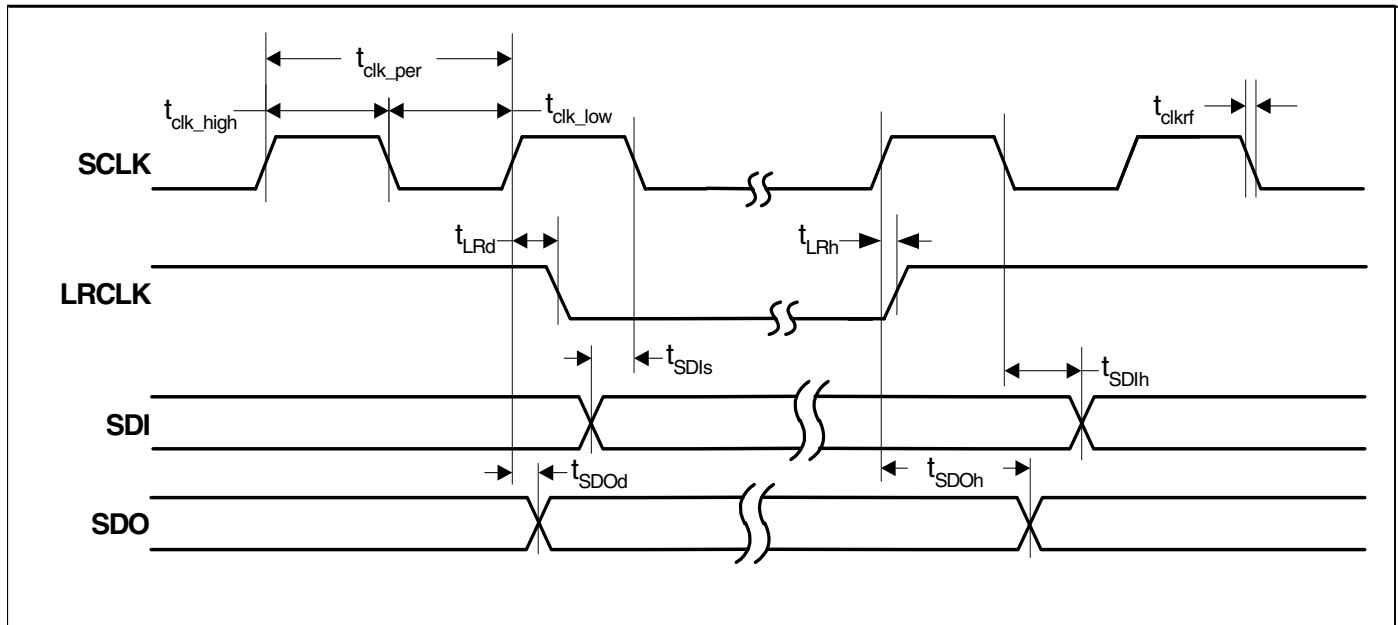 t_clk_per
t_clk_high
t_clk_low
t_clkrf
SCLK
t_LRd
t_LRh
LRCLK
t_SDIs
t_SDIh
SDI
t_SDOd
t_SDOh
SDO